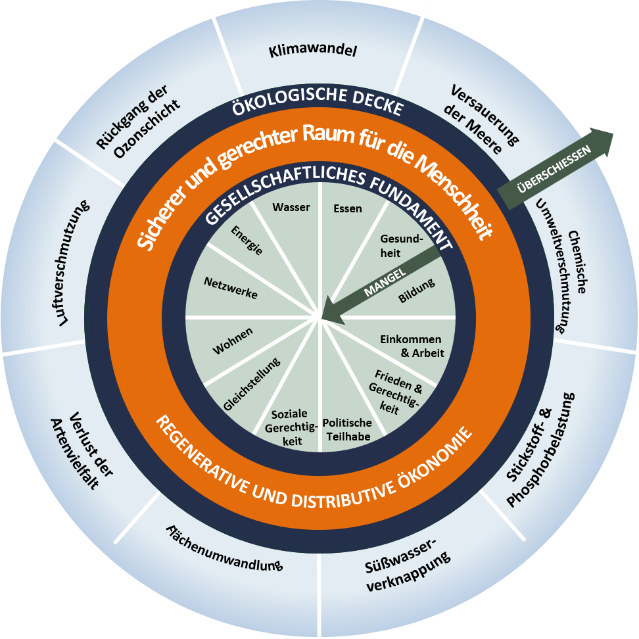 Klimawandel
Versauerung
der Meere
ÜBERSCHIESSEN
Chemische
Umweltverschmutzung
Stickstoff- &
Phosphorbelastung
Süßwasser-
verknappung
Flächenumwandlung
Verlust der
Artenvielfalt
Luftverschmutzung
Rückgang der
Ozonschicht
ÖKOLOGISCHE DECKE
Sicherer und gerechter Raum für die Menschheit
GESELLSCHAFTLICHES FUNDAMENT
Wasser
Essen
Gesund-
heit
MANGEL
Bildung
Einkommen
& Arbeit
Frieden &
Gerechtig-
keit
Politische
Teilhabe
Soziale
Gerechtig-
keit
Gleichstellung
Wohnen
Netzwerke
Energie
REGENERATIVE UND DISTRIBUTIVE ÖKONOMIE